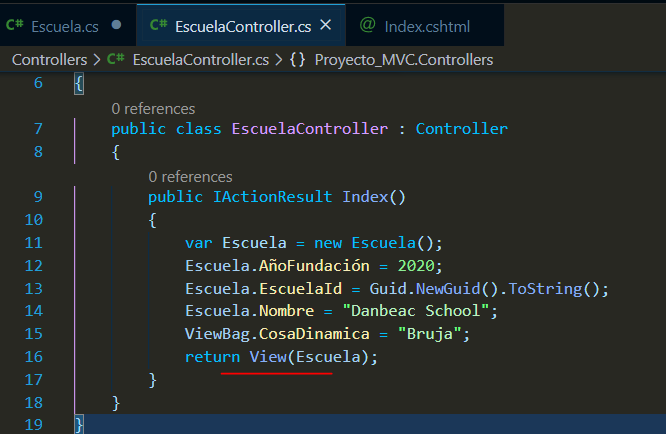 C# Escuela.cs C# EscuelaController.cs × @ Index.cshtml
Controllers > C# EscuelaController.cs > {} Proyecto_MVC.Controllers
6 {
0 references
7 public class EscuelaController : Controller
8 {
0 references
9 public IActionResult Index()
10 {
11 var Escuela = new Escuela();
12 Escuela.AñoFundación = 2020;
13 Escuela.EscuelaId = Guid.NewGuid().ToString();
14 Escuela.Nombre = "Danbeac School";
15 ViewBag.CosaDinamica = "Bruja";
16 return View(Escuela);
17 }
18 }
19 }